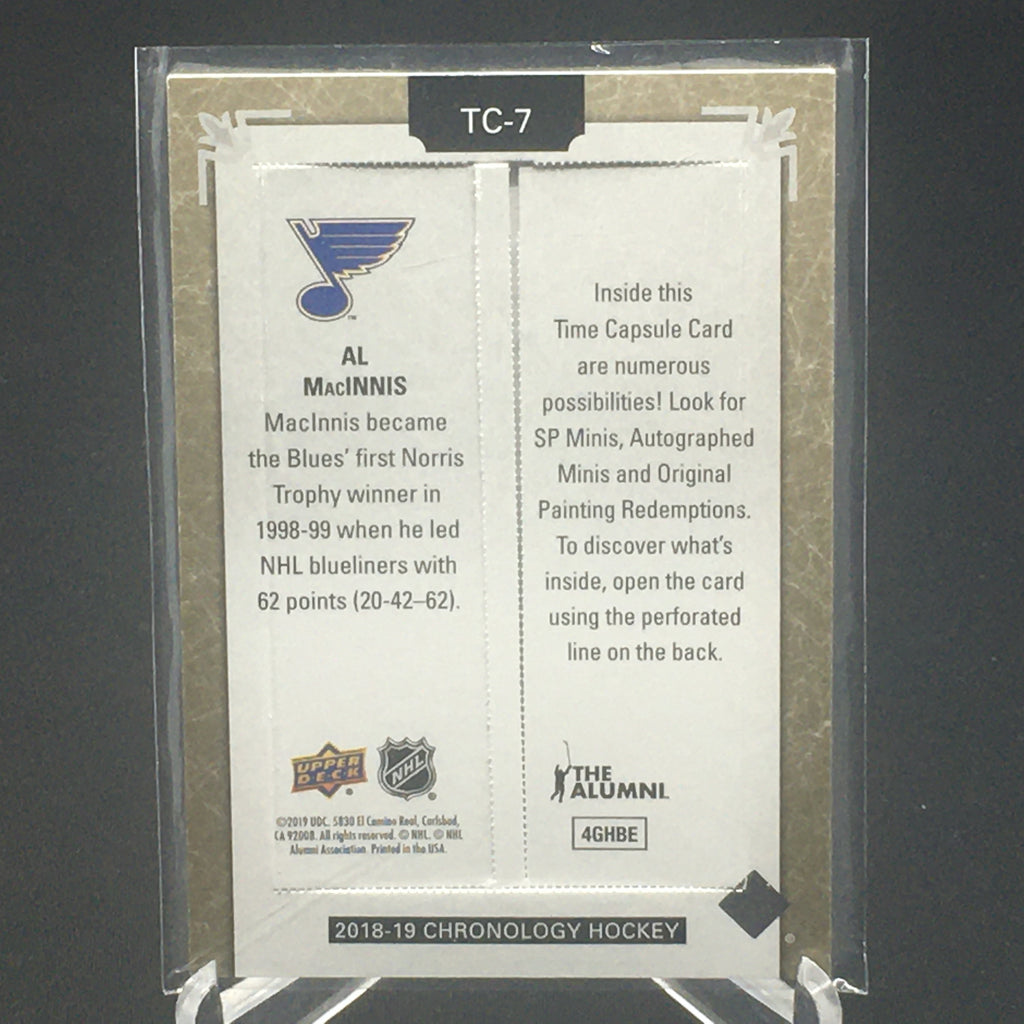 TC-7
AL
MacINNIS
MacInnis became
the Blues' first Norris
Trophy winner in
1998-99 when he led
NHL blueliners with
62 points (20-42–62).
UPPER
DECK
NHL
©2019 UDC. 5830 El Camino Real, Carlsbad,
CA 92008. All rights reserved. © NHL. © NHL
Alumni Association. Printed in the USA.
Inside this
Time Capsule Card
are numerous
possibilities! Look for
SP Minis, Autographed
Minis and Original
Painting Redemptions.
To discover what's
inside, open the card
using the perforated
line on the back.
THE
ALUMNI
4GHBE
2018-19 CHRONOLOGY HOCKEY